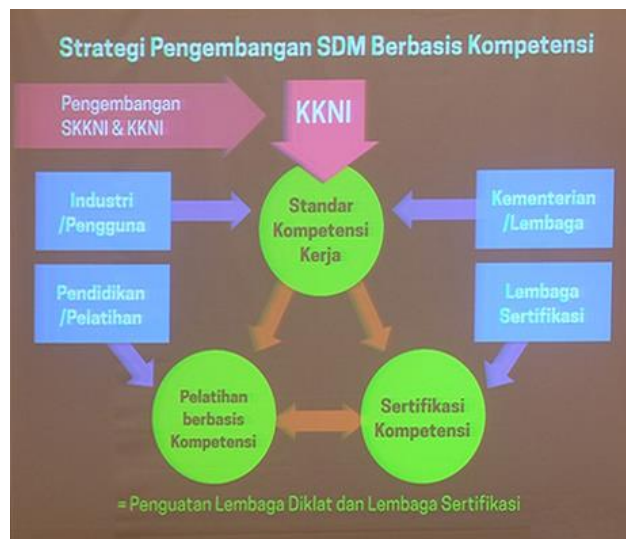 Strategi Pengembangan SDM Berbasis Kompetensi
Pengembangan
SKKNI & KKNI
KKNI
Industri
/Pengguna
Standar
Kompetensi
Kerja
Kementerian
/Lembaga
Pendidikan
/Pelatihan
Lembaga
Sertifikasi
Pelatihan
berbasis
Kompetensi
Sertifikasi
Kompetensi
= Penguatan Lembaga Diklat dan Lembaga Sertifikasi